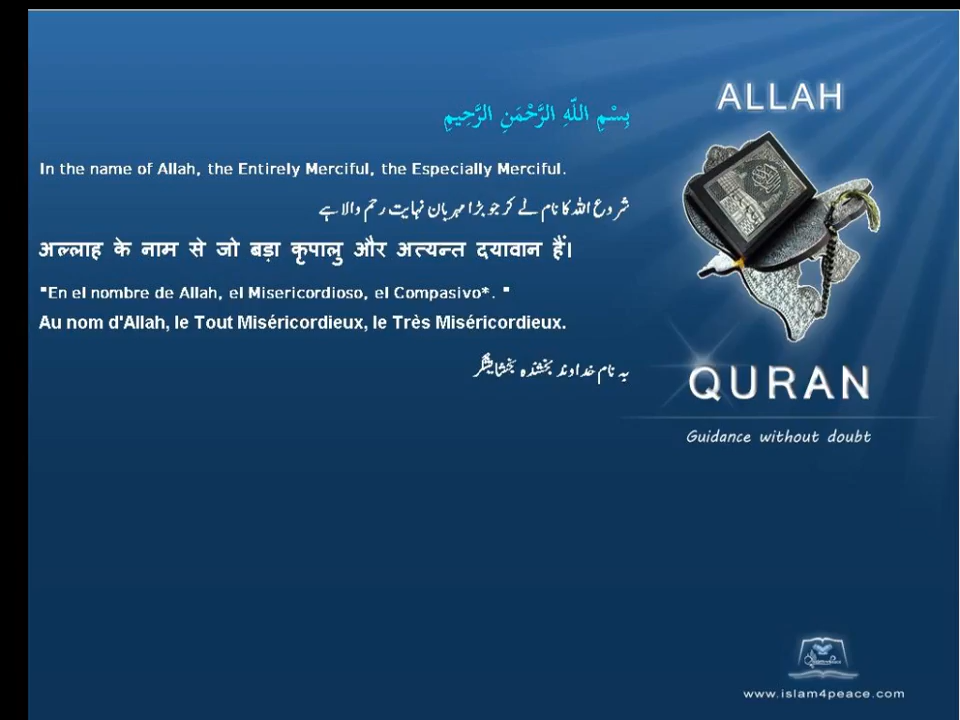 بِسْمِ اللَّهِ الرَّحْمَنِ الرَّحِيمِ
In the name of Allah, the Entirely Merciful, the Especially Merciful.
شروع اللہ کا نام لے کر جو بڑا مہربان نہایت رحم والا ہے
अल्लाह के नाम से जो बड़ा कृपालु और अत्यन्त दयावान हैं।
"En el nombre de Allah, el Misericordioso, el Compasivo*. "
Au nom d'Allah, le Tout Miséricordieux, le Très Miséricordieux.
به نام خداوند بخشنده بخشایشگر
ALLAH
QURAN
Guidance without doubt
www.islam4peace.com